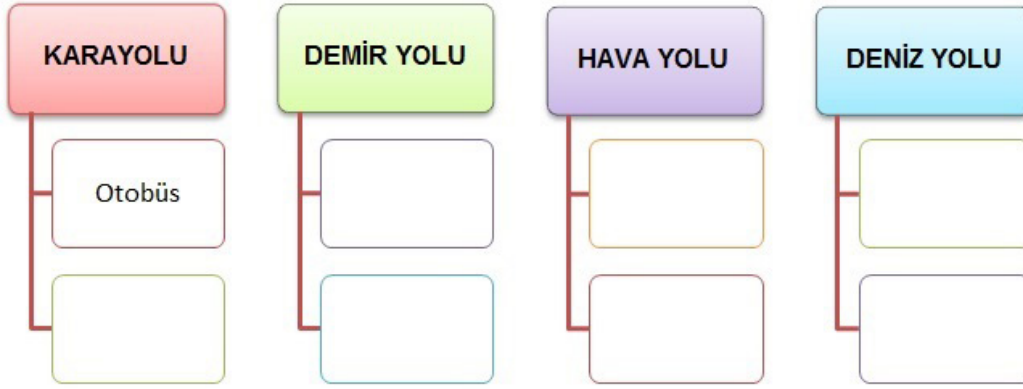 KARAYOLU
DEMİR YOLU
HAVA YOLU
DENİZ YOLU
Otobüs